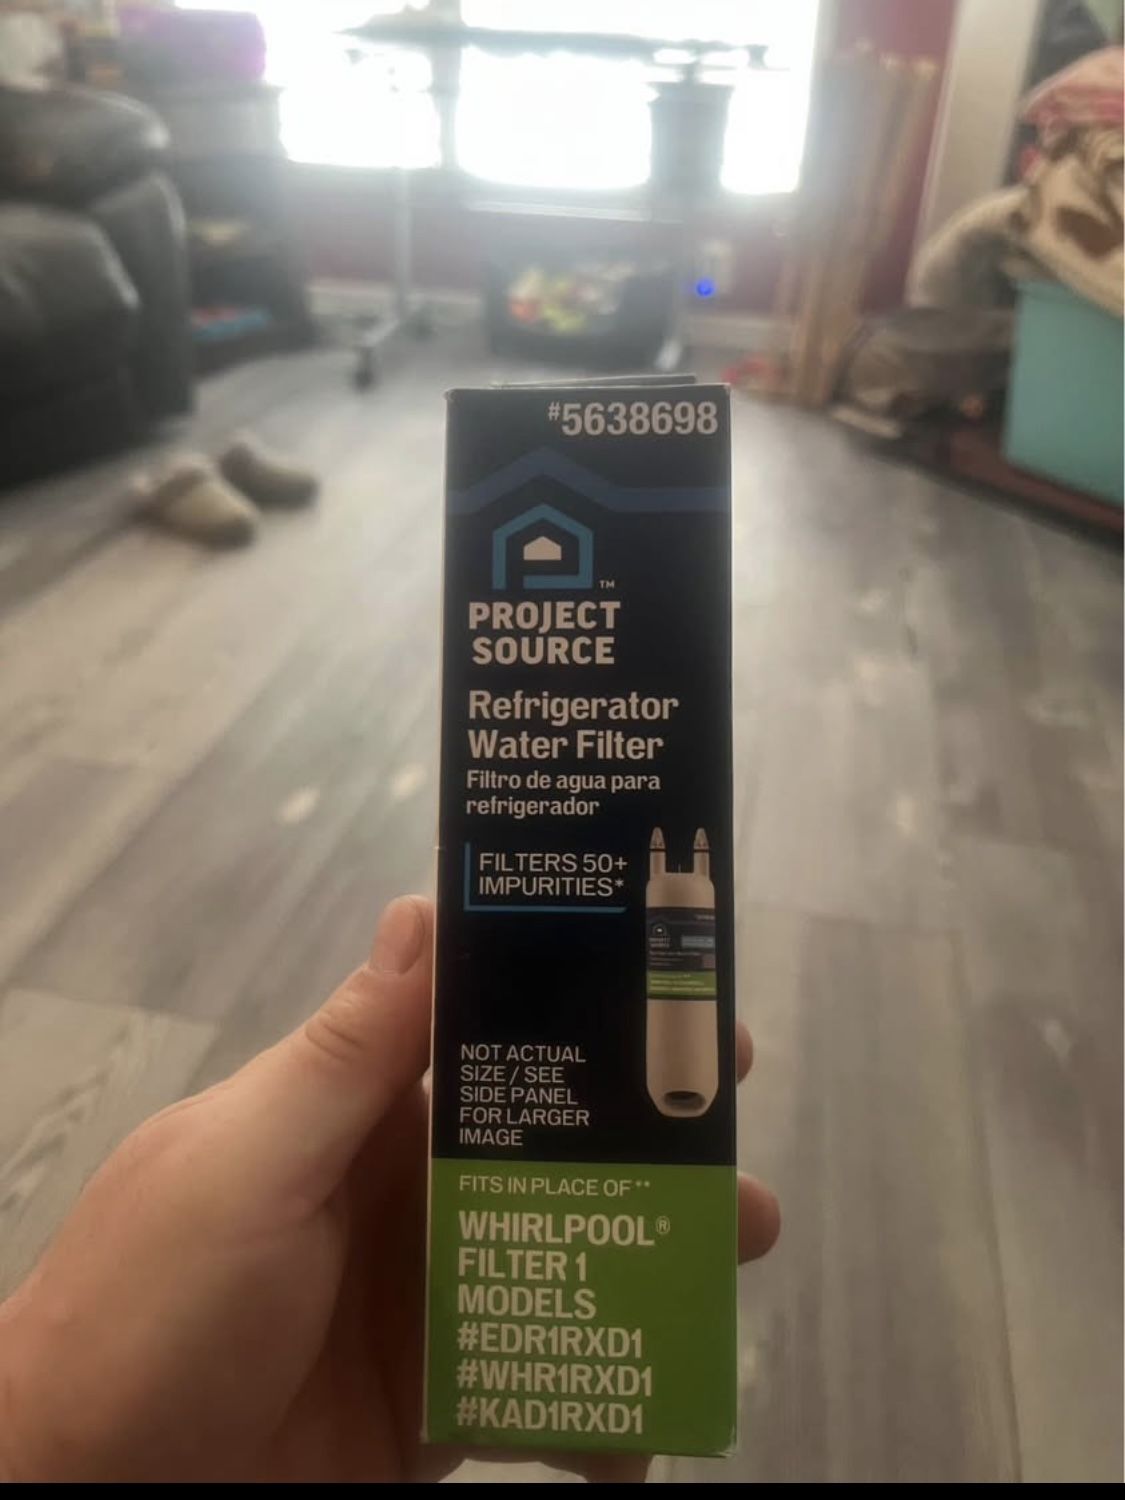 #5638698
TM
PROJECT
SOURCE
Refrigerator
Water Filter
Filtro de agua para
refrigerador
FILTERS 50+
IMPURITIES*
NOT ACTUAL
SIZE / SEE
SIDE PANEL
FOR LARGER
IMAGE
FITS IN PLACE OF**
WHIRLPOOL®
FILTER 1
MODELS
#EDR1RXD1
#WHR1RXD1
#KAD1RXD1